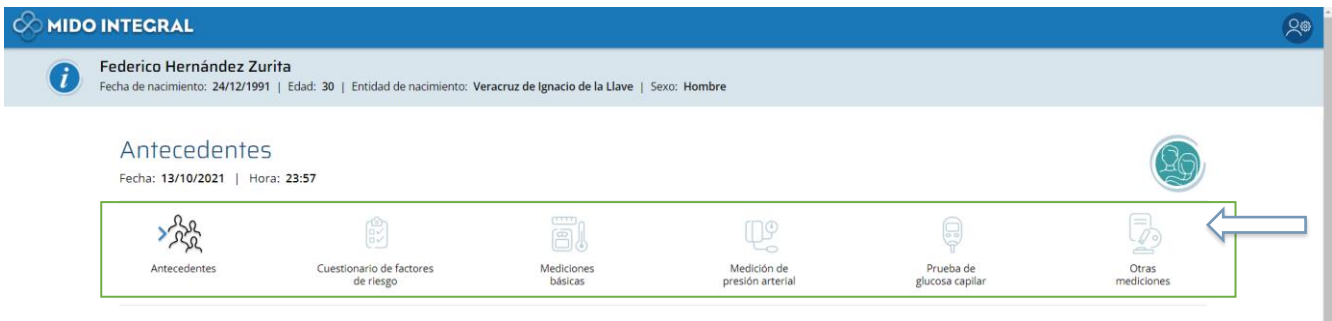 MIDO INTEGRAL
Federico Hernández Zurita
Fecha de nacimiento: 24/12/1991 | Edad: 30 | Entidad de nacimiento: Veracruz de Ignacio de la Llave | Sexo: Hombre
Antecedentes
Fecha: 13/10/2021 | Hora: 23:57
Antecedentes
Cuestionario de factores
de riesgo
Mediciones
básicas
Medición de
presión arterial
Prueba de
glucosa capilar
Otras
mediciones